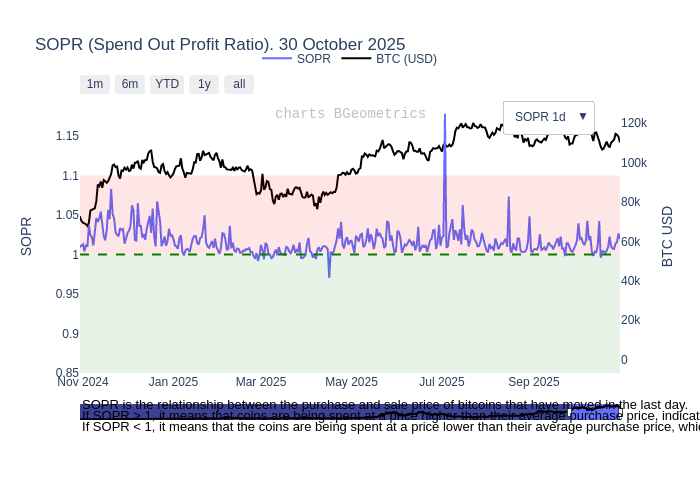 SOPR (Spend Out Profit Ratio). 30 October 2025
SOPR BTC (USD)
1m 6m YTD 1y all
charts BGeometrics
SOPR 1d ▼
1.15
1.1
1.05
1
0.95
0.9
0.85
SOPR
120k
100k
80k
60k
40k
20k
0
BTC USD
Nov 2024 Jan 2025 Mar 2025 May 2025 Jul 2025 Sep 2025
SOPR is the relationship between the purchase and sale price of bitcoins that have moved in the last day.
If SOPR > 1, it means that coins are being spent at a price higher than their average purchase price, indicat
If SOPR < 1, it means that the coins are being spent at a price lower than their average purchase price, whic